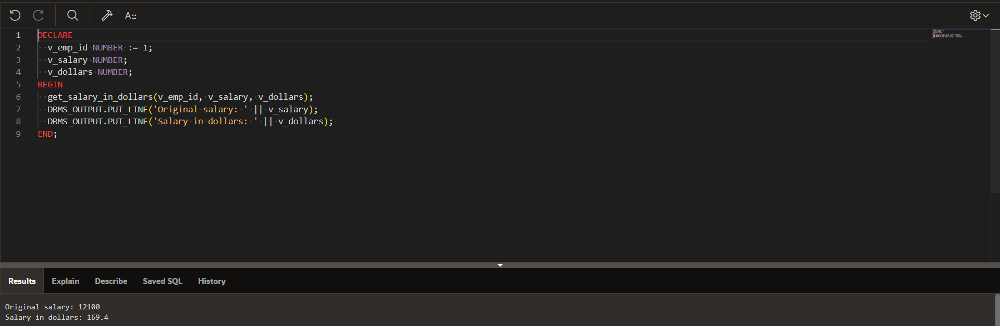 A::
1 DECLARE
2 v_emp_id NUMBER := 1;
3 v_salary NUMBER;
4 v_dollars NUMBER;
5 BEGIN
6 get_salary_in_dollars(v_emp_id, v_salary, v_dollars);
7 DBMS_OUTPUT.PUT_LINE('Original salary: ' || v_salary);
8 DBMS_OUTPUT.PUT_LINE('Salary in dollars: ' || v_dollars);
9 END;
Results Explain Describe Saved SQL History
Original salary: 12100
Salary in dollars: 169.4